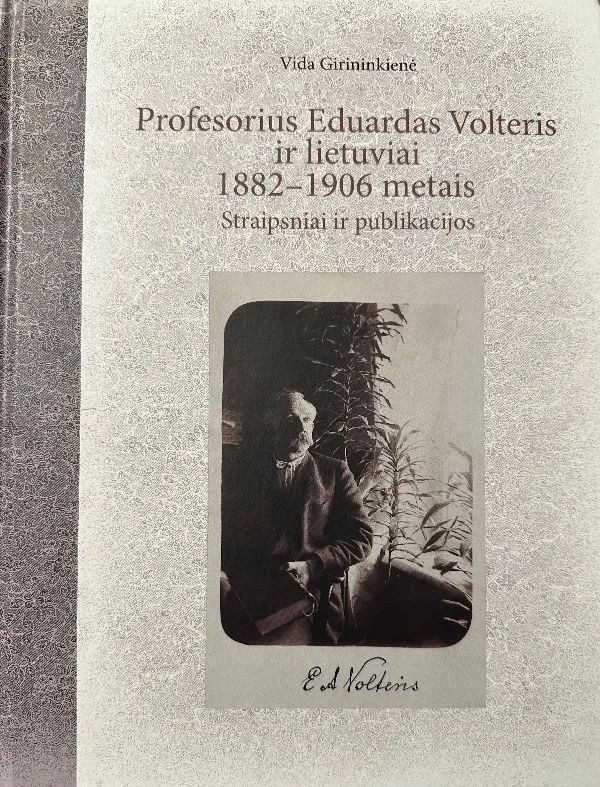 Vida Girininkienė
Profesorius Eduardas Volteris
ir lietuviai
1882–1906 metais
Straipsniai ir publikacijos
E A Volteris